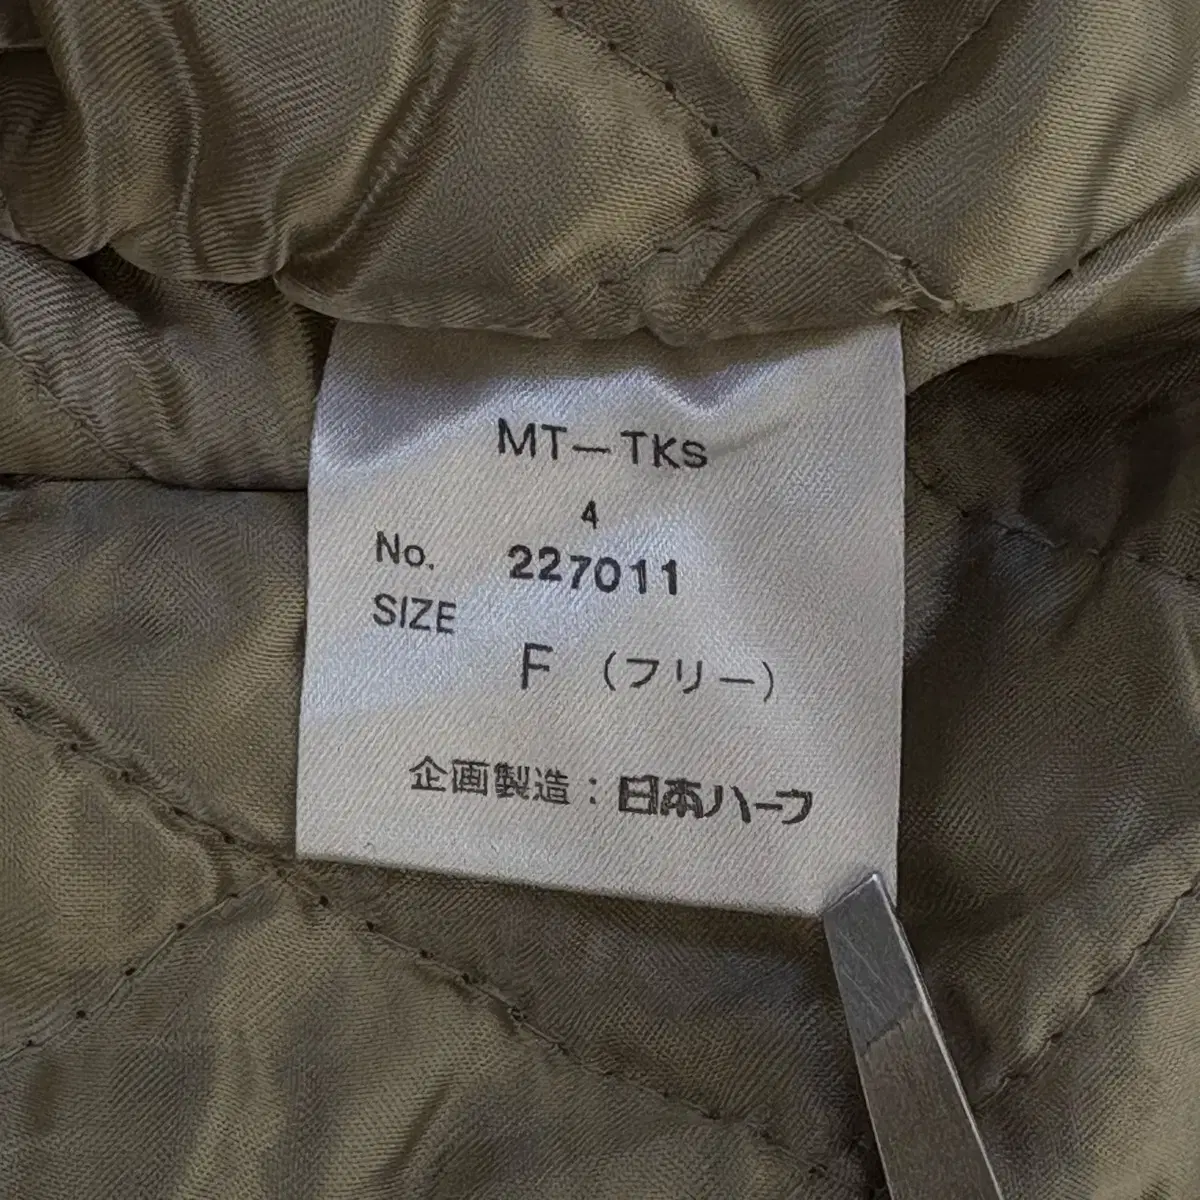 MT－TKS
4
No. 227011
SIZE
F （フリー）
企画製造：日本ハーフ